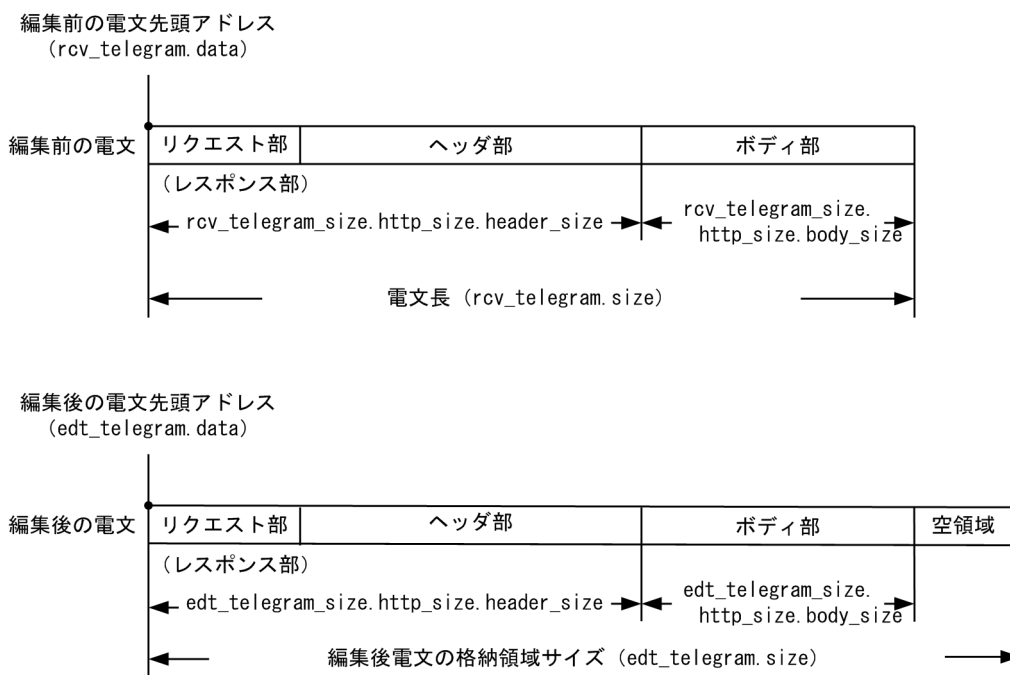 編集前の電文先頭アドレス
(rcv_telegram.data)
編集前の電文
リクエスト部
ヘッダ部
ボディ部
(レスポンス部)
rcv_telegram_size.http_size.header_size
rcv_telegram_size.
http_size.body_size
電文長 (rcv_telegram.size)
編集後の電文先頭アドレス
(edt_telegram.data)
編集後の電文
リクエスト部
ヘッダ部
ボディ部
空領域
(レスポンス部)
edt_telegram_size.http_size.header_size
edt_telegram_size.
http_size.body_size
編集後電文の格納領域サイズ (edt_telegram.size)